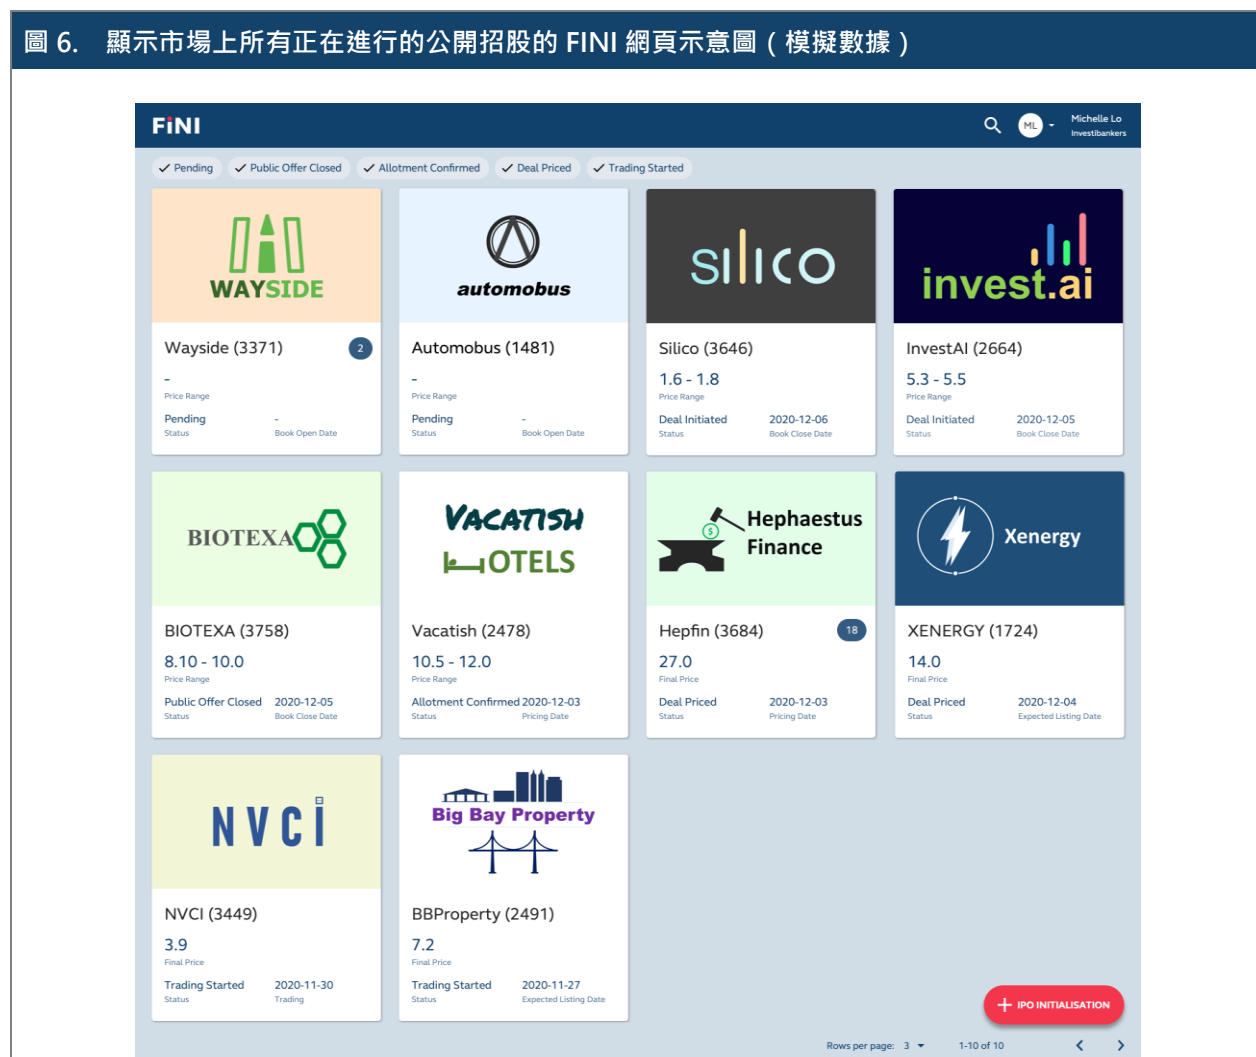 圖 6. 顯示市場上所有正在進行的公開招股的 FINI 網頁示意圖（模擬數據）
FiNI
ML
Michelle Lo
Investibankers
Pending Public Offer Closed Allotment Confirmed Deal Priced Trading Started
WAYSIDE
automobus
SILICO
invest.ai
Wayside (3371) 2
-
Price Range
Pending -
Status Book Open Date
Automobus (1481)
-
Price Range
Pending -
Status Book Open Date
Silico (3646)
1.6 - 1.8
Price Range
Deal Initiated 2020-12-06
Status Book Close Date
InvestAI (2664)
5.3 - 5.5
Price Range
Deal Initiated 2020-12-05
Status Book Close Date
BIOTEXA
VACATISH
HOTELS
$
Hephaestus
Finance
Xenergy
BIOTEXA (3758)
8.10 - 10.0
Price Range
Public Offer Closed 2020-12-05
Status Book Close Date
Vacatish (2478)
10.5 - 12.0
Price Range
Allotment Confirmed 2020-12-03
Status Pricing Date
Hepfin (3684) 18
27.0
Final Price
Deal Priced 2020-12-03
Status Pricing Date
XENERGY (1724)
14.0
Final Price
Deal Priced 2020-12-04
Status Expected Listing Date
NVCI
Big Bay Property
NVCI (3449)
3.9
Final Price
Trading Started 2020-11-30
Status Trading
BBProperty (2491)
7.2
Final Price
Trading Started 2020-11-27
Status Expected Listing Date
+ IPO INITIALISATION
Rows per page: 3 1-10 of 10